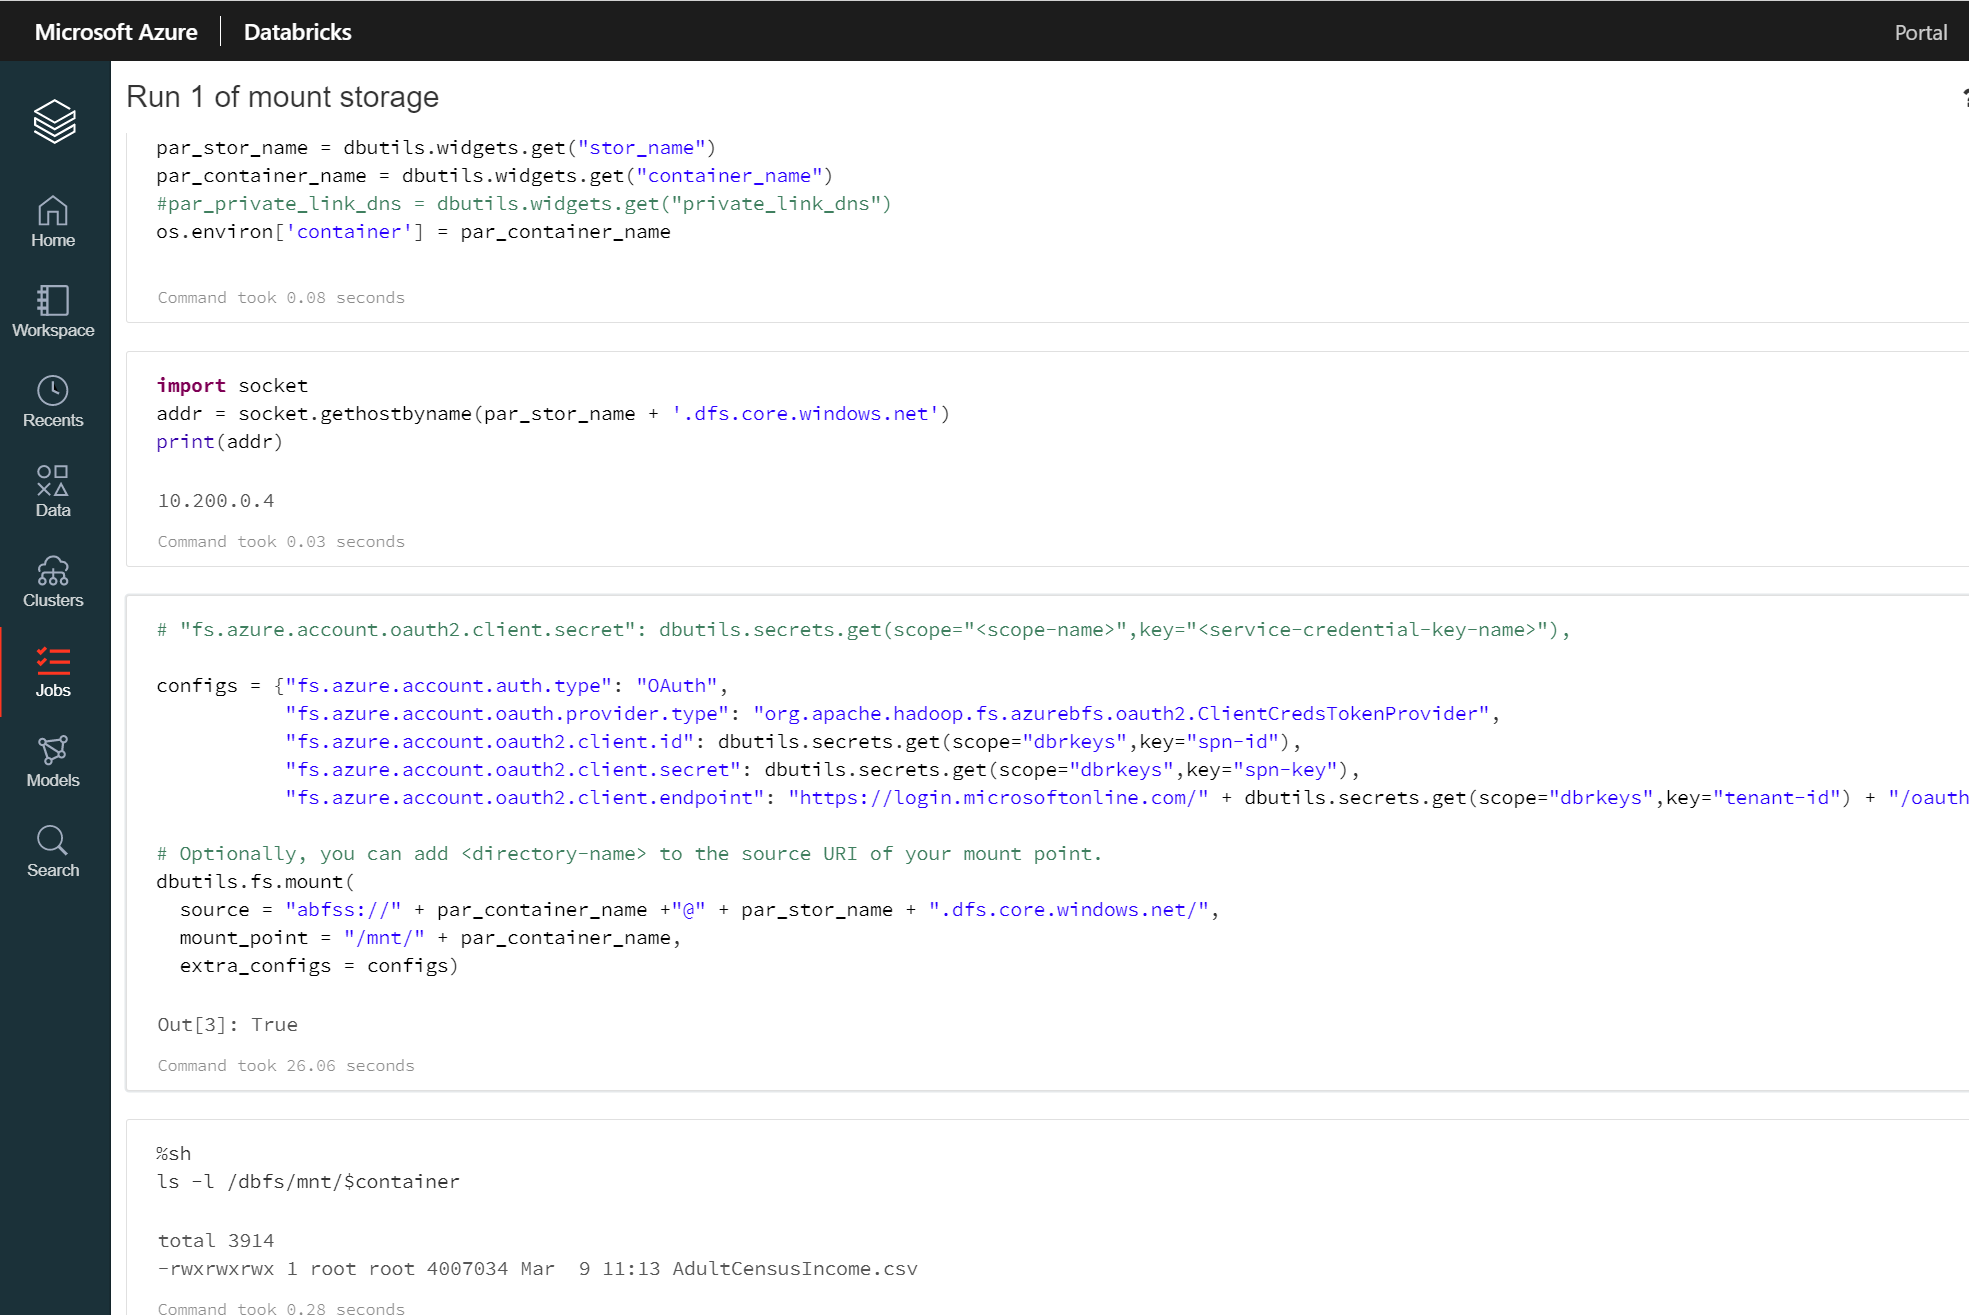 Microsoft Azure Databricks Portal
Run 1 of mount storage
Home
Workspace
Recents
Data
Clusters
Jobs
Models
Search
par_stor_name = dbutils.widgets.get("stor_name")
par_container_name = dbutils.widgets.get("container_name")
#par_private_link_dns = dbutils.widgets.get("private_link_dns")
os.environ['container'] = par_container_name
Command took 0.08 seconds
import socket
addr = socket.gethostbyname(par_stor_name + '.dfs.core.windows.net')
print(addr)
10.200.0.4
Command took 0.03 seconds
# "fs.azure.account.oauth2.client.secret": dbutils.secrets.get(scope="<scope-name>",key="<service-credential-key-name>"),
configs = {"fs.azure.account.auth.type": "OAuth",
"fs.azure.account.oauth.provider.type": "org.apache.hadoop.fs.azurebfs.oauth2.ClientCredsTokenProvider",
"fs.azure.account.oauth2.client.id": dbutils.secrets.get(scope="dbrkeys",key="spn-id"),
"fs.azure.account.oauth2.client.secret": dbutils.secrets.get(scope="dbrkeys",key="spn-key"),
"fs.azure.account.oauth2.client.endpoint": "https://login.microsoftonline.com/" + dbutils.secrets.get(scope="dbrkeys",key="tenant-id") + "/oauth
# Optionally, you can add <directory-name> to the source URI of your mount point.
dbutils.fs.mount(
source = "abfss://" + par_container_name +"@" + par_stor_name + ".dfs.core.windows.net/",
mount_point = "/mnt/" + par_container_name,
extra_configs = configs)
Out[3]: True
Command took 26.06 seconds
%sh
ls -l /dbfs/mnt/$container
total 3914
-rwxrwxrwx 1 root root 4007034 Mar  9 11:13 AdultCensusIncome.csv
Command took 0.28 seconds